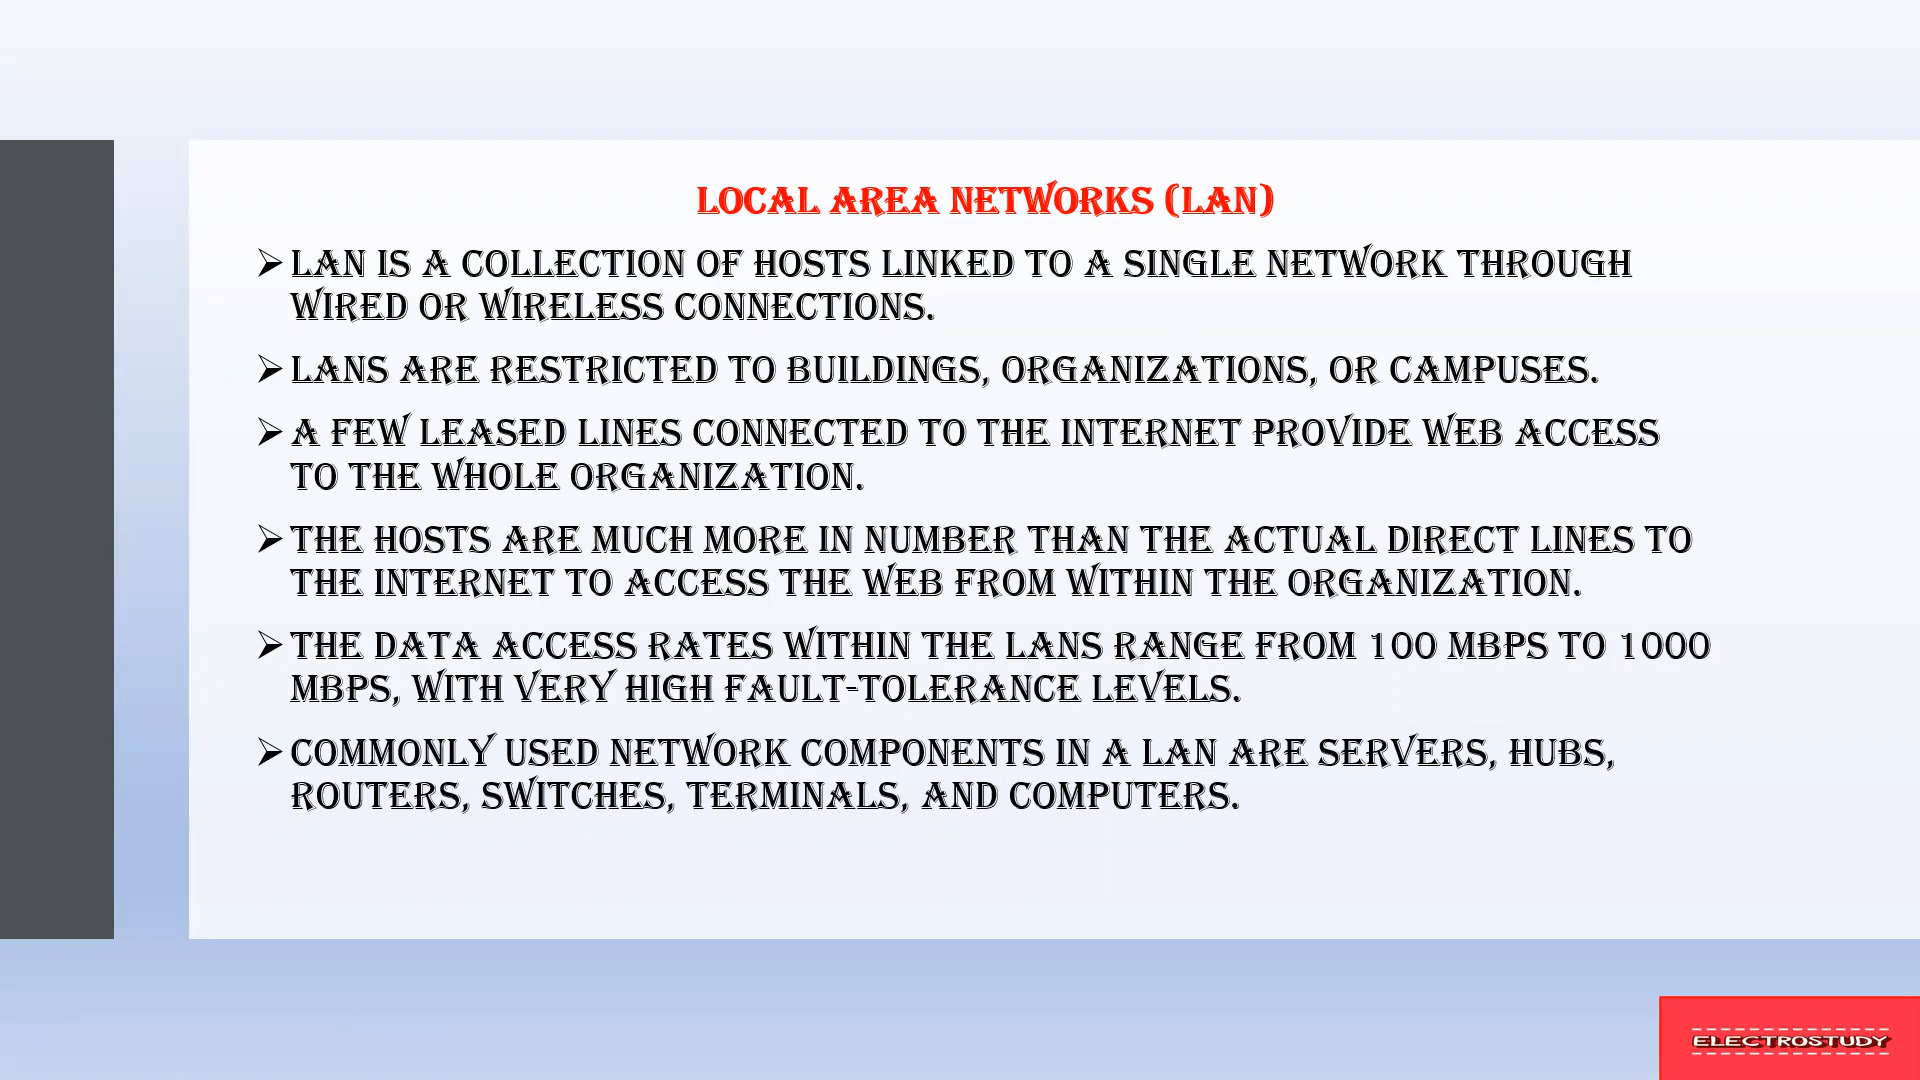 LOCAL AREA NETWORKS (LAN)
➢ LAN IS A COLLECTION OF HOSTS LINKED TO A SINGLE NETWORK THROUGH
WIRED OR WIRELESS CONNECTIONS.
➢ LANS ARE RESTRICTED TO BUILDINGS, ORGANIZATIONS, OR CAMPUSES.
➢ A FEW LEASED LINES CONNECTED TO THE INTERNET PROVIDE WEB ACCESS
TO THE WHOLE ORGANIZATION.
➢ THE HOSTS ARE MUCH MORE IN NUMBER THAN THE ACTUAL DIRECT LINES TO
THE INTERNET TO ACCESS THE WEB FROM WITHIN THE ORGANIZATION.
➢ THE DATA ACCESS RATES WITHIN THE LANS RANGE FROM 100 MBPS TO 1000
MBPS, WITH VERY HIGH FAULT-TOLERANCE LEVELS.
➢ COMMONLY USED NETWORK COMPONENTS IN A LAN ARE SERVERS, HUBS,
ROUTERS, SWITCHES, TERMINALS, AND COMPUTERS.
ELECTROSTUDY